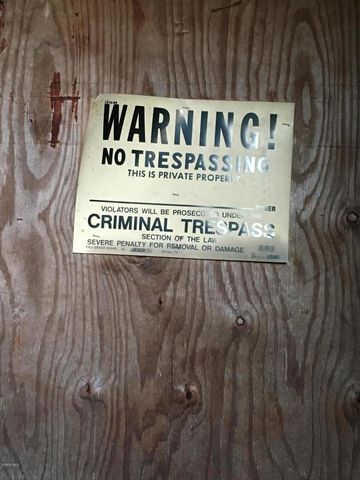 WARNING!
NO TRESPASSING
THIS IS PRIVATE PROPERTY
OWNER
VIOLATORS WILL BE PROSECUTED UNDER THE
CRIMINAL TRESPASS
SECTION OF THE LAW
SEVERE PENALTY FOR REMOVAL OR DAMAGE